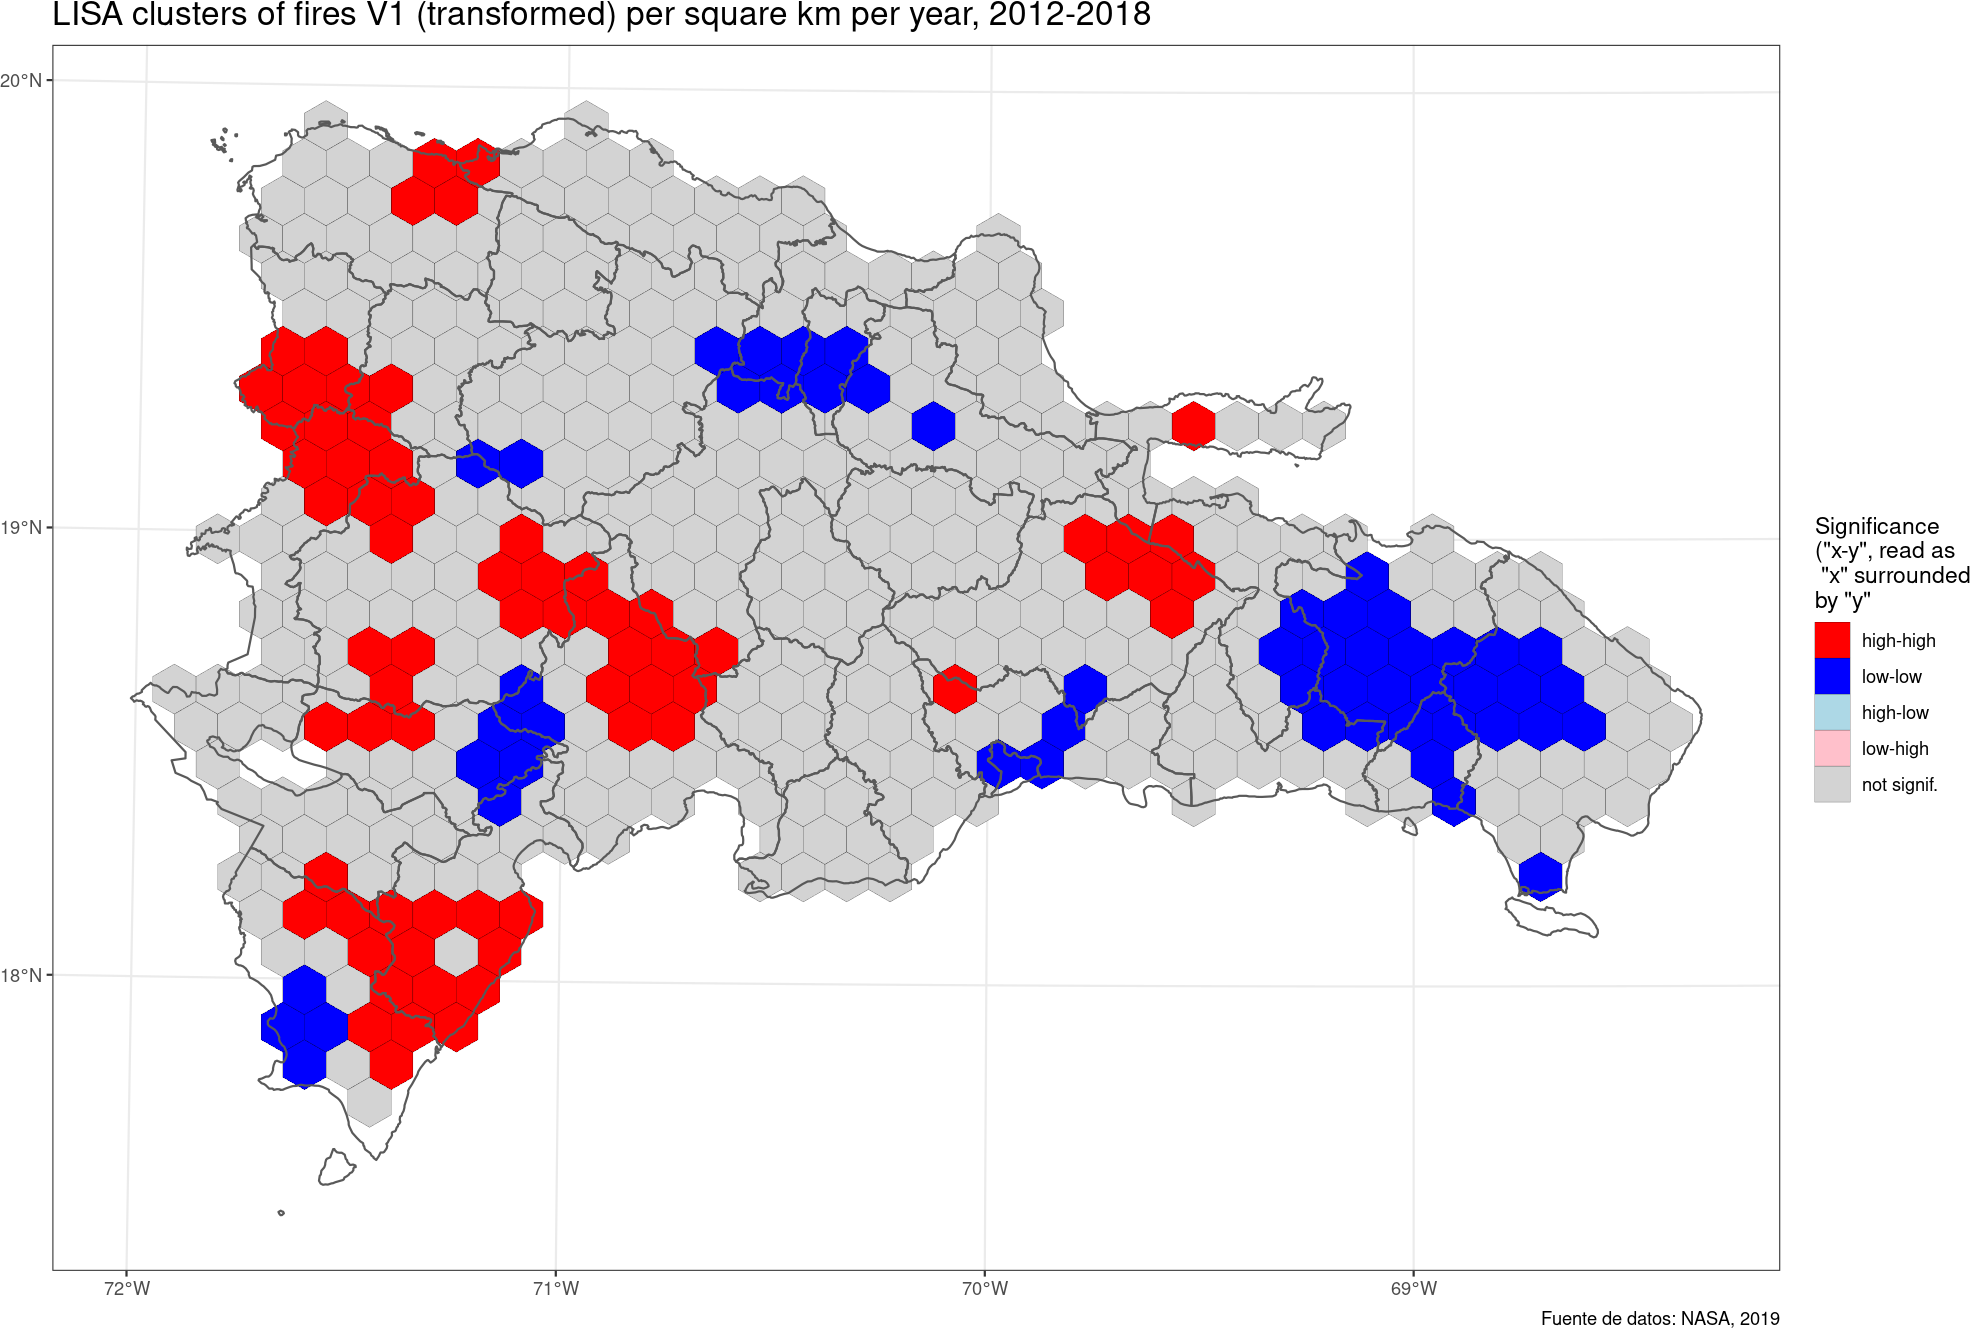 LISA clusters of fires V1 (transformed) per square km per year, 2012-2018
20°N
19°N
18°N
72°W
71°W
70°W
69°W
Significance
("x-y", read as
"x" surrounded
by "y"
high-high
low-low
high-low
low-high
not signif.
Fuente de datos: NASA, 2019